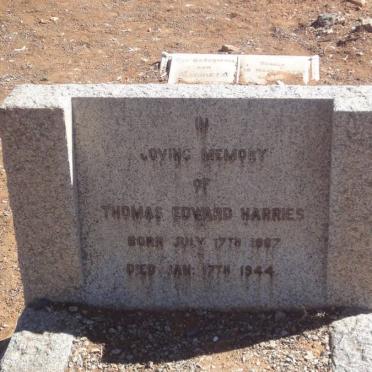 IN
LOVING MEMORY
OF
THOMAS EDWARD HARRIES
BORN JULY 17TH 1887
DIED JAN: 17TH 1944